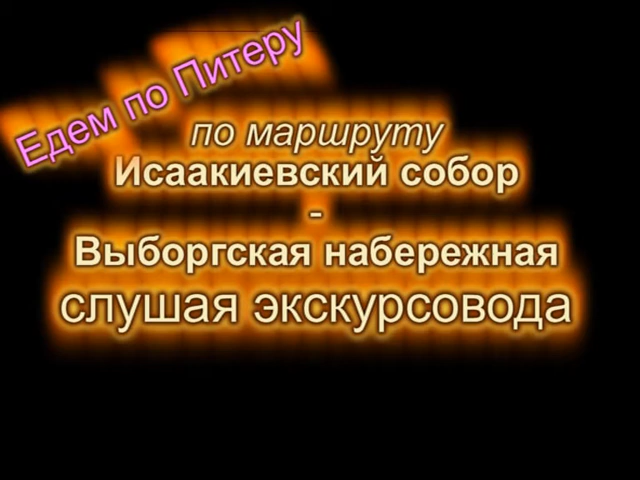 Едем по Питеру
по маршруту
Исаакиевский собор
-
Выборгская набережная
слушая экскурсовода